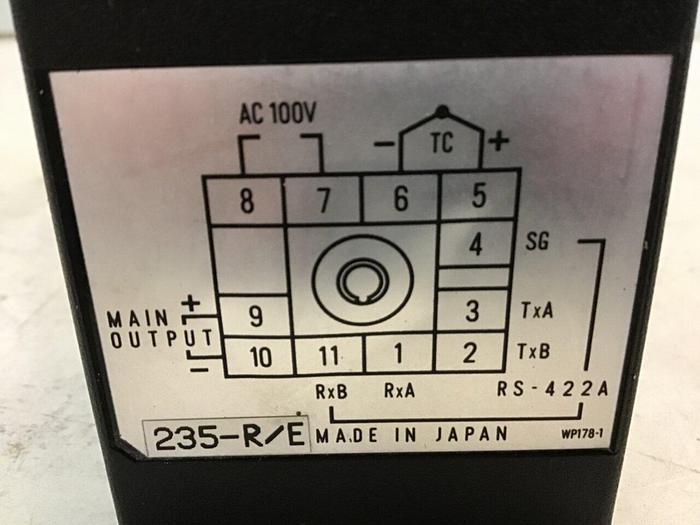 AC 100V
- TC +
8 7 6 5
4 SG
MAIN OUTPUT + 9 3 TxA
- 10 11 1 2 TxB
RxB RxA RS-422A
235-R/E MADE IN JAPAN WP178-1